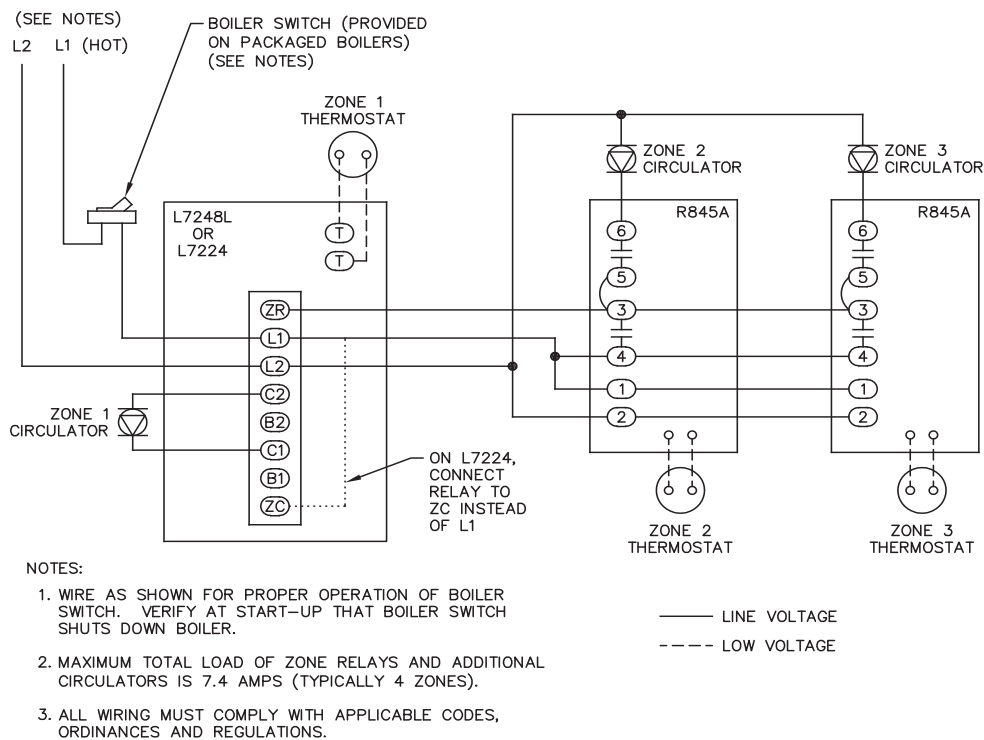 (SEE NOTES)
L2 L1 (HOT)
BOILER SWITCH (PROVIDED
ON PACKAGED BOILERS)
(SEE NOTES)
ZONE 1
THERMOSTAT
L7248L
OR
L7224
T
T
ZR
L1
L2
C2
B2
C1
B1
ZC
ZONE 1
CIRCULATOR
ON L7224,
CONNECT
RELAY TO
ZC INSTEAD
OF L1
ZONE 2
CIRCULATOR
R845A
6
5
3
4
1
2
ZONE 2
THERMOSTAT
ZONE 3
CIRCULATOR
R845A
6
5
3
4
1
2
ZONE 3
THERMOSTAT
NOTES:
1. WIRE AS SHOWN FOR PROPER OPERATION OF BOILER
SWITCH. VERIFY AT START-UP THAT BOILER SWITCH
SHUTS DOWN BOILER.
2. MAXIMUM TOTAL LOAD OF ZONE RELAYS AND ADDITIONAL
CIRCULATORS IS 7.4 AMPS (TYPICALLY 4 ZONES).
3. ALL WIRING MUST COMPLY WITH APPLICABLE CODES,
ORDINANCES AND REGULATIONS.
LINE VOLTAGE
LOW VOLTAGE